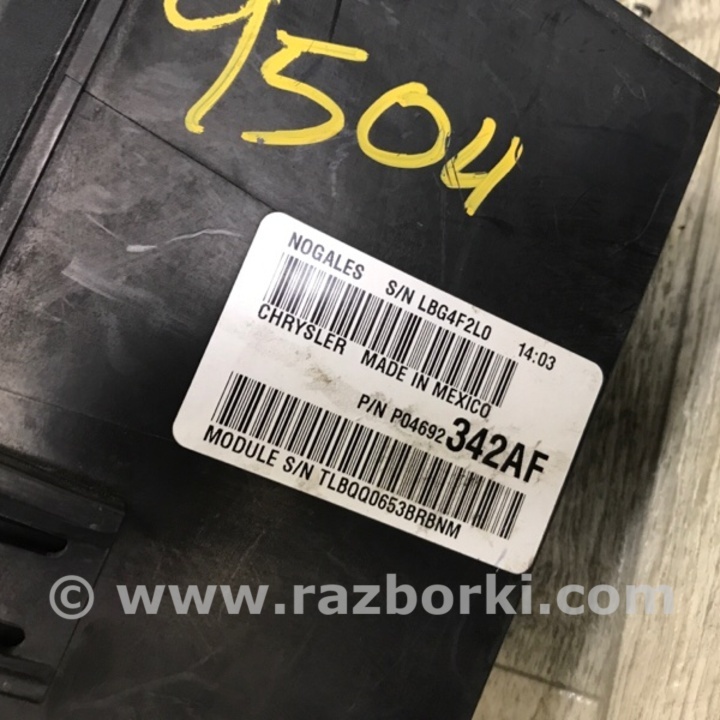 9504
NOGALES S/N LBG4F2L0 14:03
CHRYSLER MADE IN MEXICO
P/N P04692 342AF
MODULE S/N TLBQQ0653BRBNM
© www.razborki.com